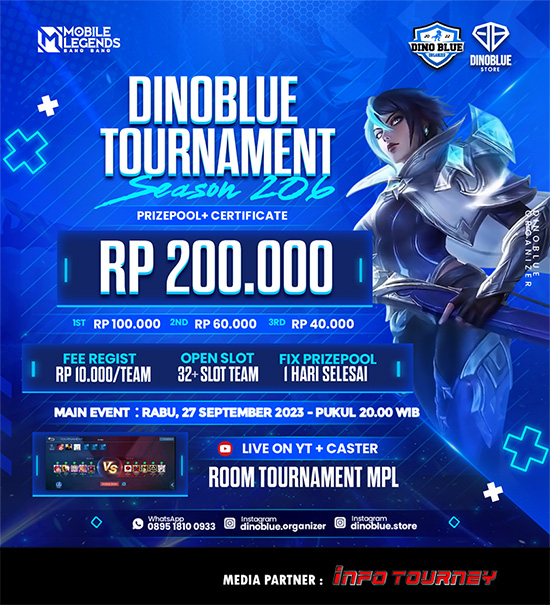 MOBILE
LEGENDS
BANG BANG
DINO BLUE
ORGANIZER
DINOBLUE
STORE
DINOBLUE
TOURNAMENT
Season 206
PRIZEPOOL+ CERTIFICATE
DINOBLUE
ORGANIZER
RP 200.000
1ST RP 100.000 2ND RP 60.000 3RD RP 40.000
FEE REGIST
RP 10.000/TEAM
OPEN SLOT
32+ SLOT TEAM
FIX PRIZEPOOL
1 HARI SELESAI
MAIN EVENT : RABU, 27 SEPTEMBER 2023 - PUKUL 20.00 WIB
VS
LIVE ON YT + CASTER
ROOM TOURNAMENT MPL
WhatsApp
0895 1810 0933
Instagram
dinoblue.organizer
Instagram
dinoblue.store
MEDIA PARTNER : INFO TOURNEY